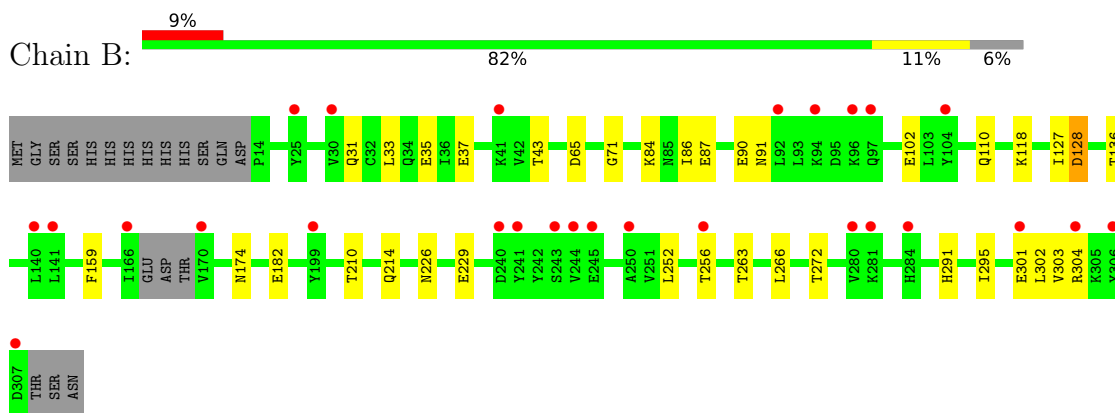 9%
Chain B:
82% 11% 6%
MET GLY SER SER HIS HIS HIS HIS HIS HIS SER GLN ASP P14 Y25 V30 Q31 C32 L33 Q34 E35 I36 E37 K41 V42 T43 D65 G71 K84 N85 I86 E87 E90 N91 L92 L93 K94 D95 K96 Q97 E102 L103 Y104 Q110 K118 I127 D128 T136
L140 L141 F159 I166 GLU ASP THR V170 N174 E182 Y199 T210 Q214 N226 E229 D240 Y241 Y242 S243 V244 E245 A250 V251 L252 T256 T263 L266 T272 V280 K281 H284 H291 I295 E301 L302 V303 R304 K305 Y306
D307 THR SER ASN